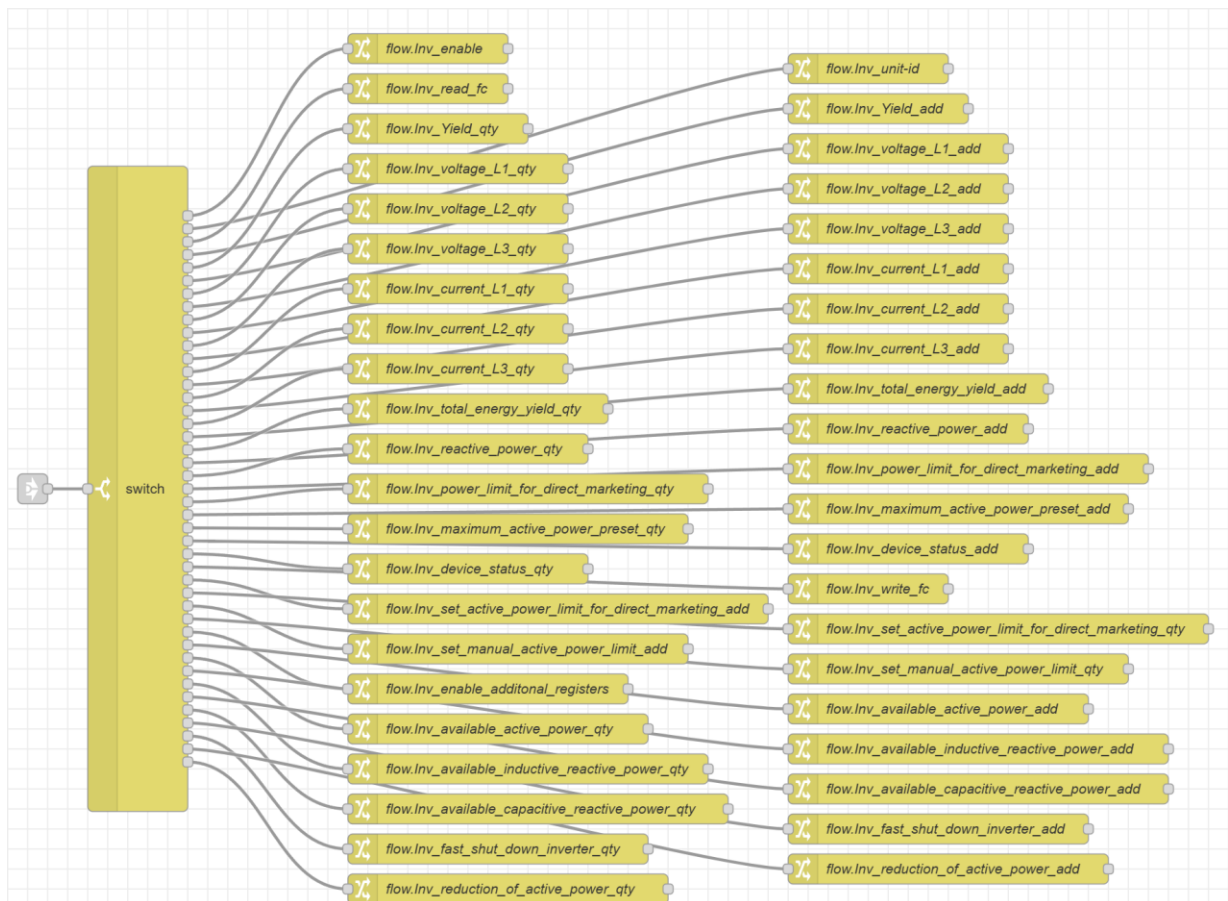 flow.Inv_enable
flow.Inv_read_fc
flow.Inv_Yield_qty
flow.Inv_voltage_L1_qty
flow.Inv_voltage_L2_qty
flow.Inv_voltage_L3_qty
flow.Inv_current_L1_qty
flow.Inv_current_L2_qty
flow.Inv_current_L3_qty
flow.Inv_total_energy_yield_qty
flow.Inv_reactive_power_qty
switch
flow.Inv_power_limit_for_direct_marketing_qty
flow.Inv_maximum_active_power_preset_qty
flow.Inv_device_status_qty
flow.Inv_set_active_power_limit_for_direct_marketing_add
flow.Inv_set_manual_active_power_limit_add
flow.Inv_enable_additonal_registers
flow.Inv_available_active_power_qty
flow.Inv_available_inductive_reactive_power_qty
flow.Inv_available_capacitive_reactive_power_qty
flow.Inv_fast_shut_down_inverter_qty
flow.Inv_reduction_of_active_power_qty
flow.Inv_unit-id
flow.Inv_Yield_add
flow.Inv_voltage_L1_add
flow.Inv_voltage_L2_add
flow.Inv_voltage_L3_add
flow.Inv_current_L1_add
flow.Inv_current_L2_add
flow.Inv_current_L3_add
flow.Inv_total_energy_yield_add
flow.Inv_reactive_power_add
flow.Inv_power_limit_for_direct_marketing_add
flow.Inv_maximum_active_power_preset_add
flow.Inv_device_status_add
flow.Inv_write_fc
flow.Inv_set_active_power_limit_for_direct_marketing_qty
flow.Inv_set_manual_active_power_limit_qty
flow.Inv_available_active_power_add
flow.Inv_available_inductive_reactive_power_add
flow.Inv_available_capacitive_reactive_power_add
flow.Inv_fast_shut_down_inverter_add
flow.Inv_reduction_of_active_power_add